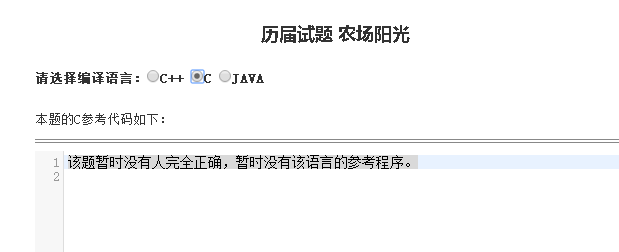 历届试题 农场阳光
请选择编译语言：C++ C JAVA
本题的C参考代码如下：
1 该题暂时没有人完全正确，暂时没有该语言的参考程序。
2